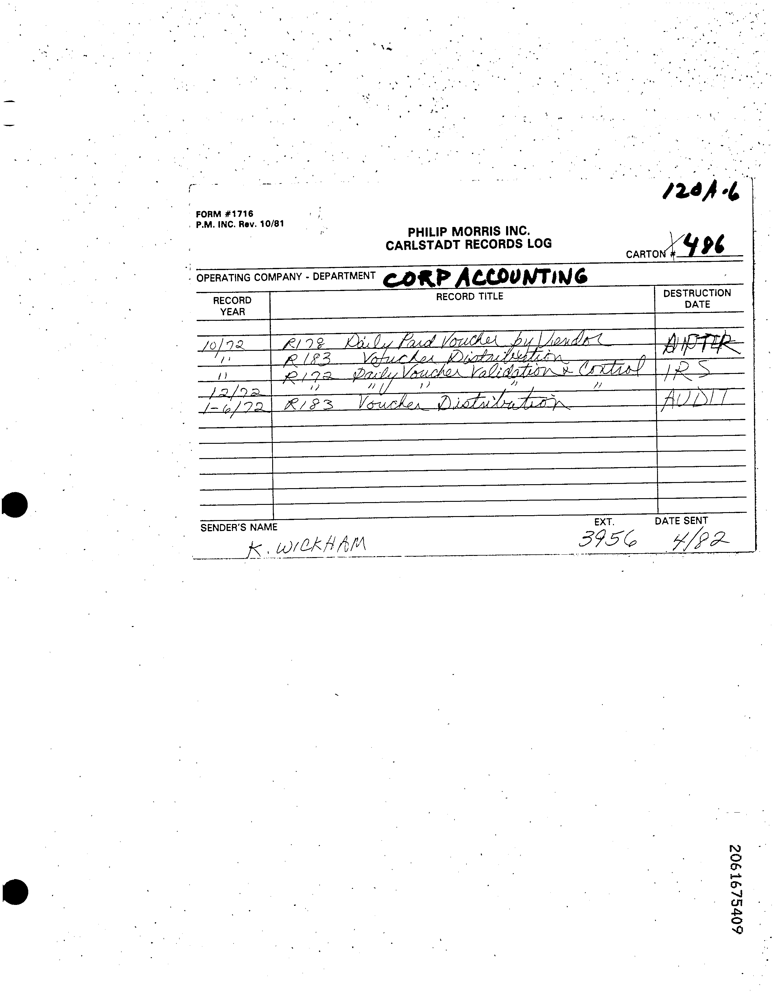 120A-6
FORM #1716
P.M. INC. Rev. 10/81
PHILIP MORRIS INC.
CARLSTADT RECORDS LOG
CARTON # 486
OPERATING COMPANY - DEPARTMENT CORP ACCOUNTING
RECORD YEAR RECORD TITLE DESTRUCTION DATE
10/72 R178 Daily Paid Voucher by Vendor AFTER
" R183 Voucher Distribution
" R172 Daily Voucher Validation & Control IRS
12/72 " " " " "
1-6/72 R183 Voucher Distribution AUDIT
SENDER'S NAME EXT. DATE SENT
K. WICKHAM 3956 4/82
2061675409